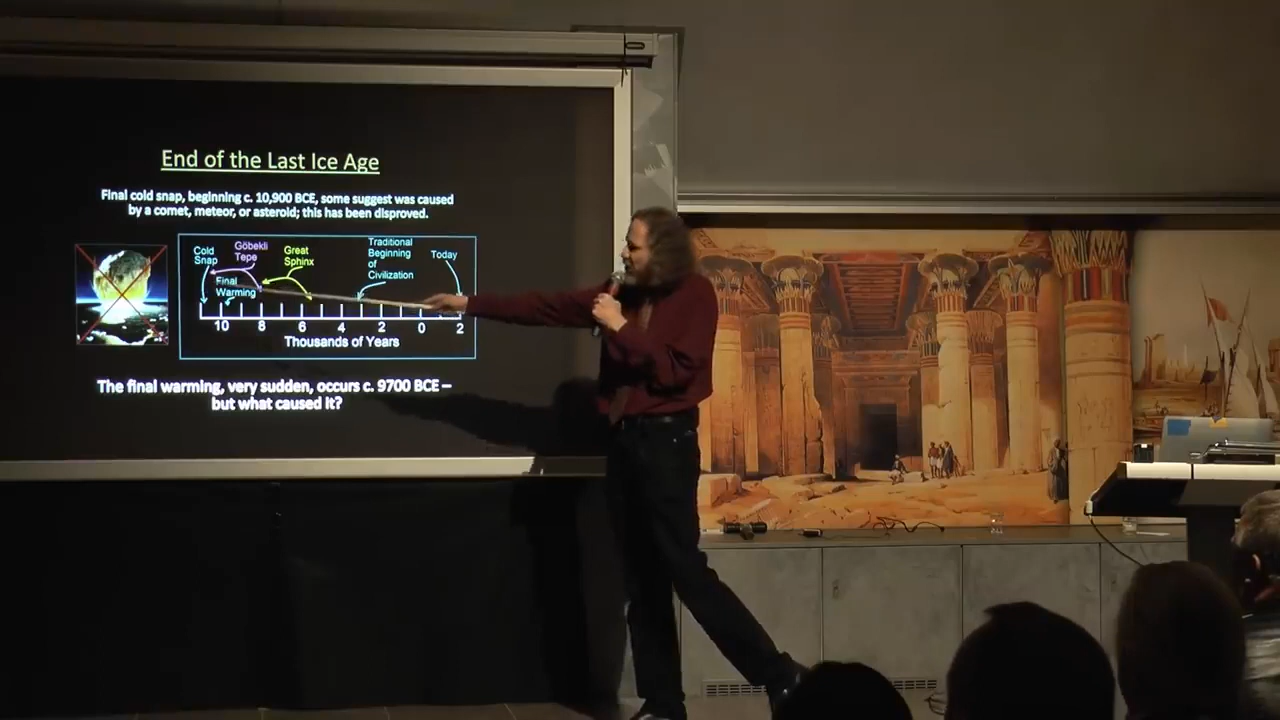 End of the Last Ice Age
Final cold snap, beginning c. 10,900 BCE, some suggest was caused
by a comet, meteor, or asteroid; this has been disproved.
Cold
Snap
Göbekli
Tepe
Great
Sphinx
Traditional
Beginning
of
Civilization
Today
Final
Warming
10 8 6 4 2 0 2
Thousands of Years
The final warming, very sudden, occurs c. 9700 BCE –
but what caused it?